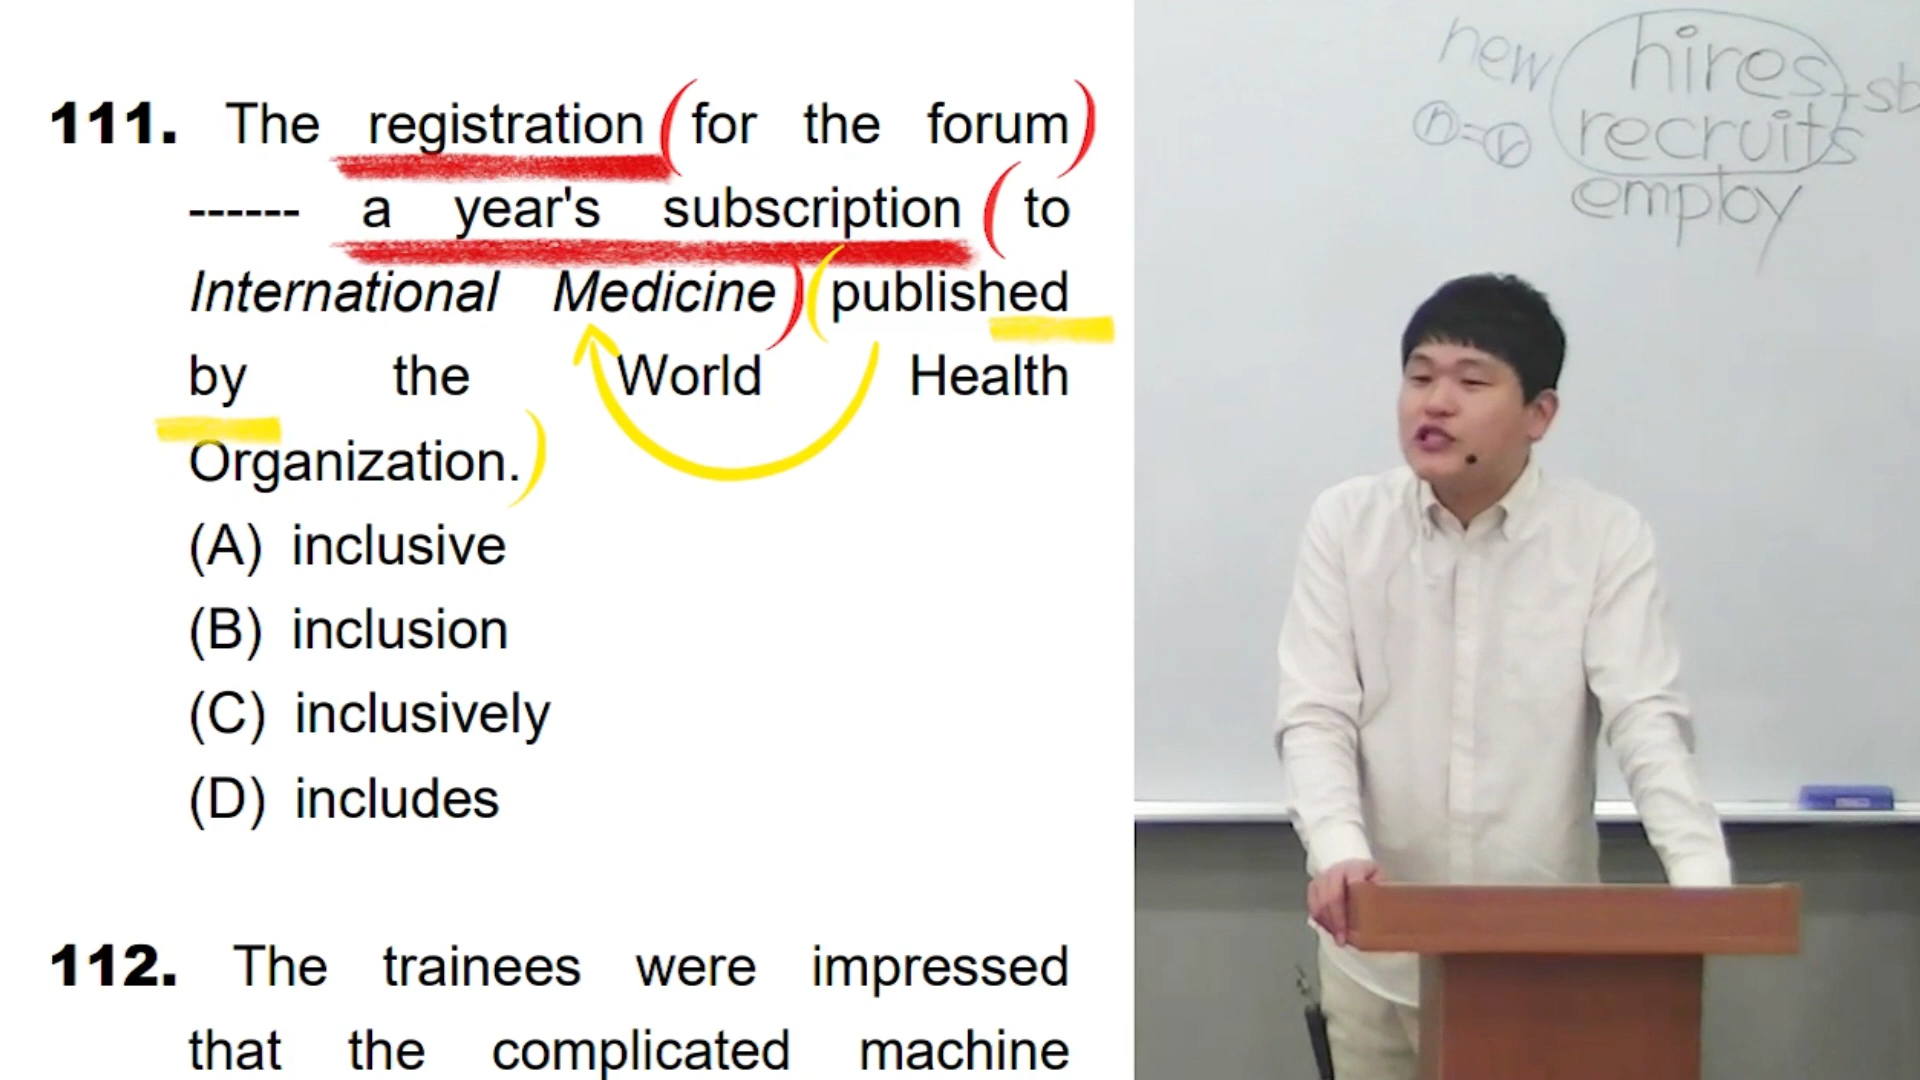 111. The registration (for the forum)
------ a year's subscription (to
International Medicine) (published
by the World Health
Organization.)
(A) inclusive
(B) inclusion
(C) inclusively
(D) includes
112. The trainees were impressed
that the complicated machine
new hires + sb
ⓝ=ⓥ recruits
employ